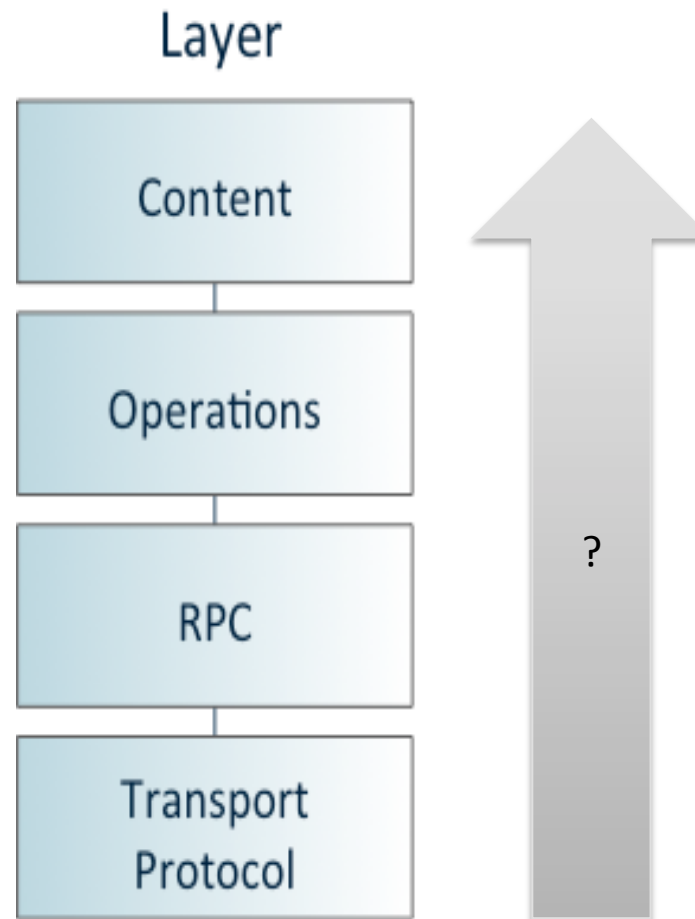 Layer
Content
Operations
RPC
?
Transport
Protocol